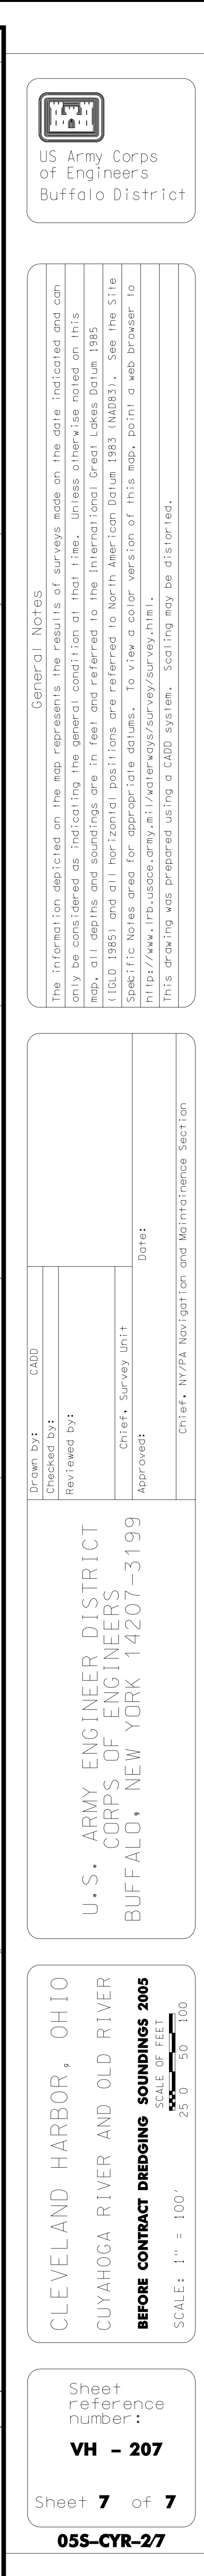 US Army Corps
of Engineers
Buffalo District
General Notes
The information depicted on the map represents the results of surveys made on the date indicated and can
only be considered as indicating the general condition at that time. Unless otherwise noted on this
map, all depths and soundings are in feet and referred to the International Great Lakes Datum 1985
(IGLD 1985) and all horizontal positions are referred to North American Datum 1983 (NAD83). See the Site
Specific Notes area for appropriate datums. To view a color version of this map, point a web browser to
http://www.lrb.usace.army.mil/waterways/survey/survey.html.
This drawing was prepared using a CADD system. Scaling may be distorted.
Drawn by: CADD
Checked by:
Reviewed by:
Chief, Survey Unit
Approved: Date:
Chief, NY/PA Navigation and Maintainence Section
U.S. ARMY ENGINEER DISTRICT
CORPS OF ENGINEERS
BUFFALO, NEW YORK 14207-3199
CLEVELAND HARBOR, OHIO
CUYAHOGA RIVER AND OLD RIVER
BEFORE CONTRACT DREDGING SOUNDINGS 2005
SCALE OF FEET
25 0 50 100
SCALE: 1" = 100'
Sheet
reference
number:
VH - 207
Sheet 7 of 7
05S-CYR-2/7